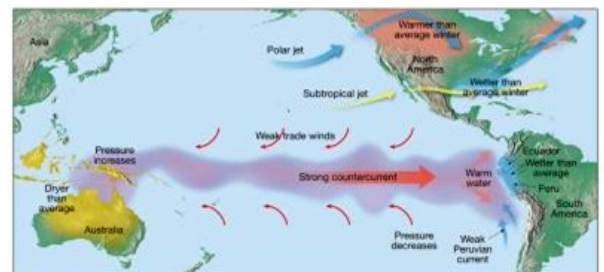 Asia
Warmer than
average winter
Polar jet
North
America
Wetter than
average winter
Subtropical jet
Weak trade winds
Pressure
increases
Ecuador
Wetter than
average
Strong countercurrent
Warm
water
Dryer
than
average
Peru
South
America
Australia
Pressure
decreases
Weak
Peruvian
current